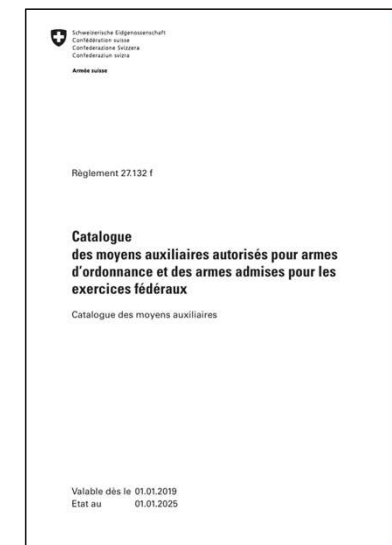 Schweizerische Eidgenossenschaft
Confédération suisse
Confederazione Svizzera
Confederaziun svizra
Armée suisse
Règlement 27.132 f
Catalogue
des moyens auxiliaires autorisés pour armes
d’ordonnance et des armes admises pour les
exercices fédéraux
Catalogue des moyens auxiliaires
Valable dès le 01.01.2019
Etat au 01.01.2025